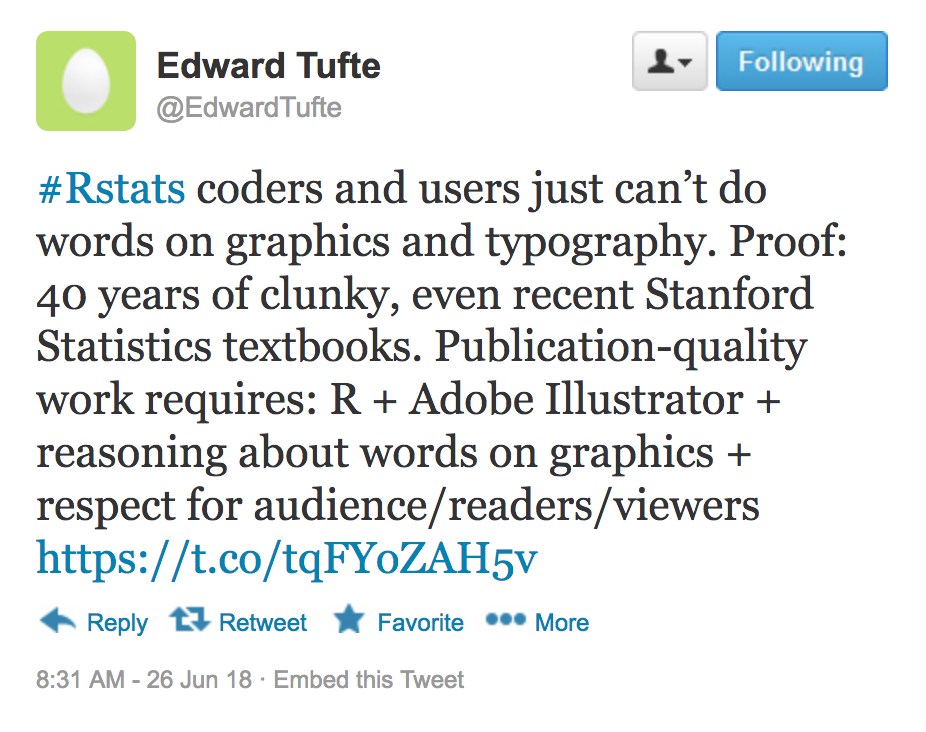 Edward Tufte
@EdwardTufte
Following
#Rstats coders and users just can’t do
words on graphics and typography. Proof:
40 years of clunky, even recent Stanford
Statistics textbooks. Publication-quality
work requires: R + Adobe Illustrator +
reasoning about words on graphics +
respect for audience/readers/viewers
https://t.co/tqFYoZAH5v
Reply Retweet Favorite More
8:31 AM - 26 Jun 18 · Embed this Tweet